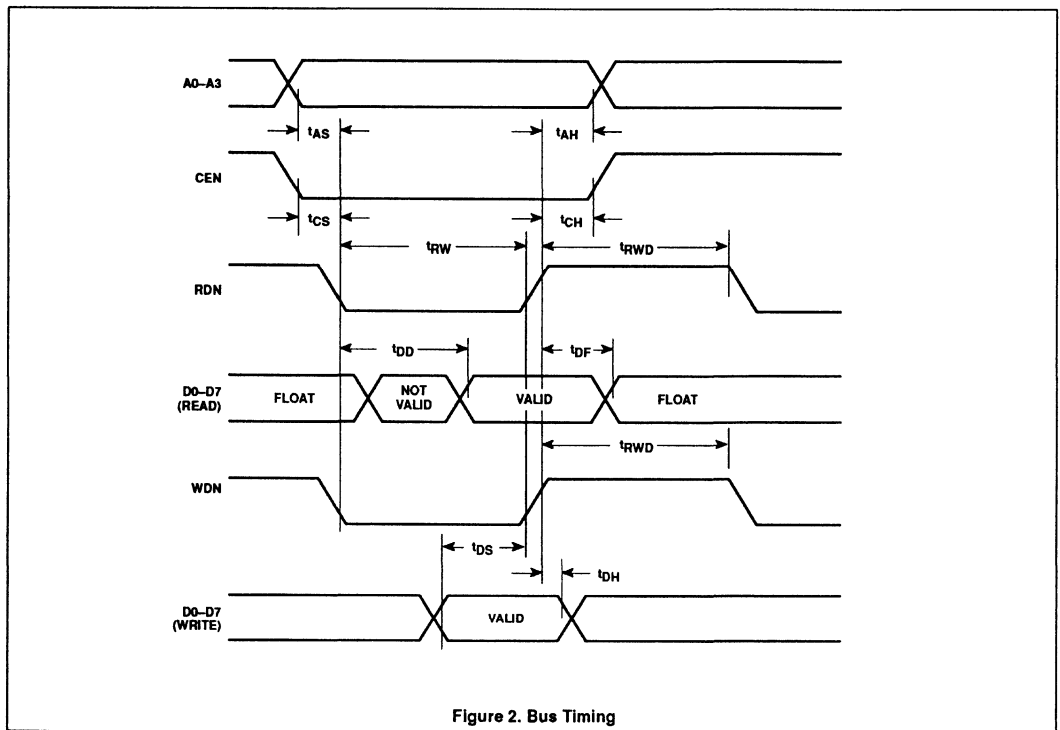 A0–A3
tAS
tAH
CEN
tCS
tCH
tRW
tRWD
RDN
tDD
tDF
D0–D7
(READ)
FLOAT
NOT
VALID
VALID
FLOAT
tRWD
WDN
tDS
tDH
D0–D7
(WRITE)
VALID
Figure 2. Bus Timing